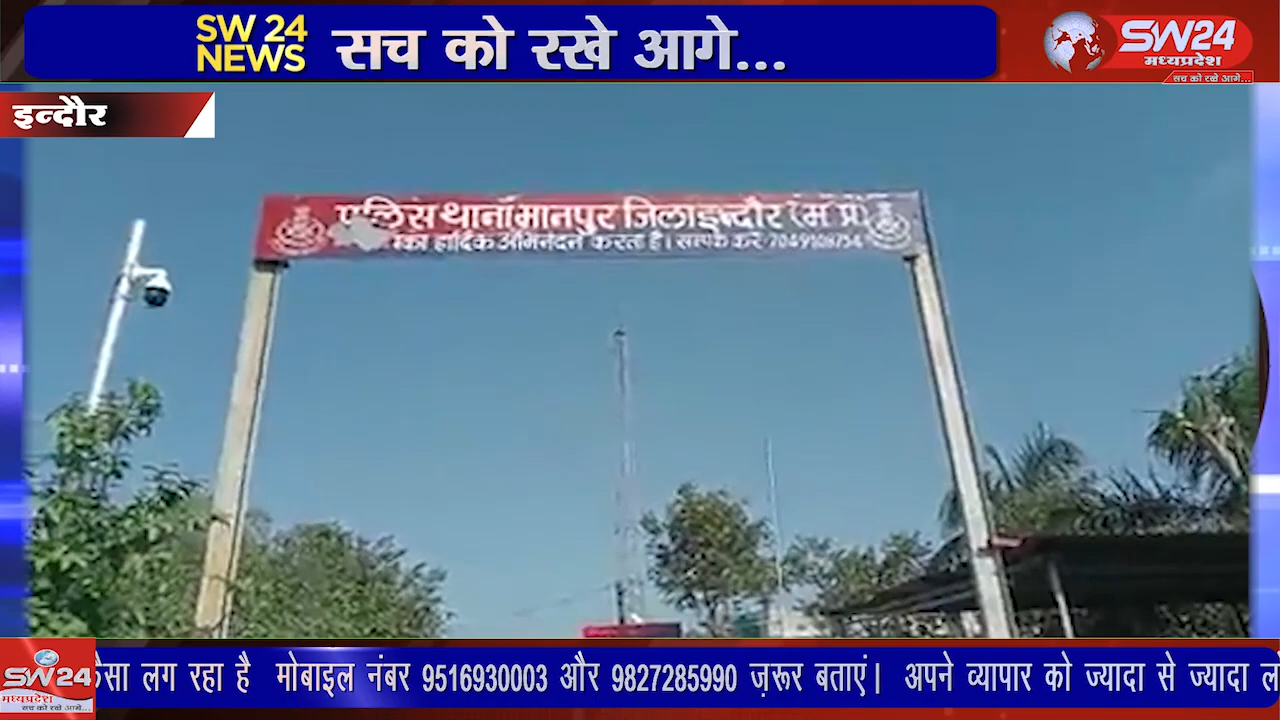 SW 24
NEWS
सच को रखे आगे...
SW24
मध्यप्रदेश
सच को रखे आगे...
इन्दौर
पुलिस थाना मानपुर जिला इन्दौर (म प्र)
का हार्दिक अभिनंदन करता है। सम्पर्क करे
SW24
मध्यप्रदेश
सच को रखे आगे...
लग रहा है मोबाइल नंबर 9516930003 और 9827285990 ज़रूर बताएं। अपने व्यापार को ज्यादा से ज्यादा